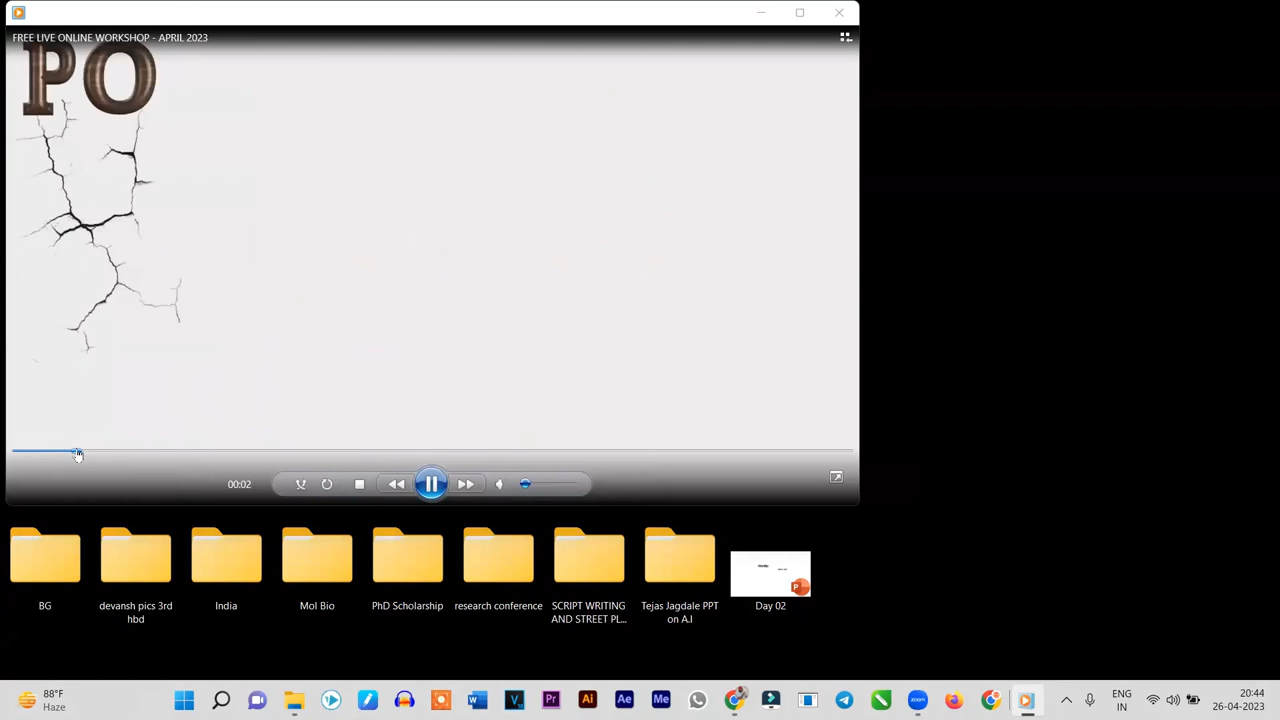 FREE LIVE ONLINE WORKSHOP - APRIL 2023
PO
00:02
BG
devansh pics 3rd
hbd
India
Mol Bio
PhD Scholarship
research conference
SCRIPT WRITING
AND STREET PL...
Tejas Jagdale PPT
on A.I
Day 02
88°F
Haze
ENG
IN
20:44
26-04-2023